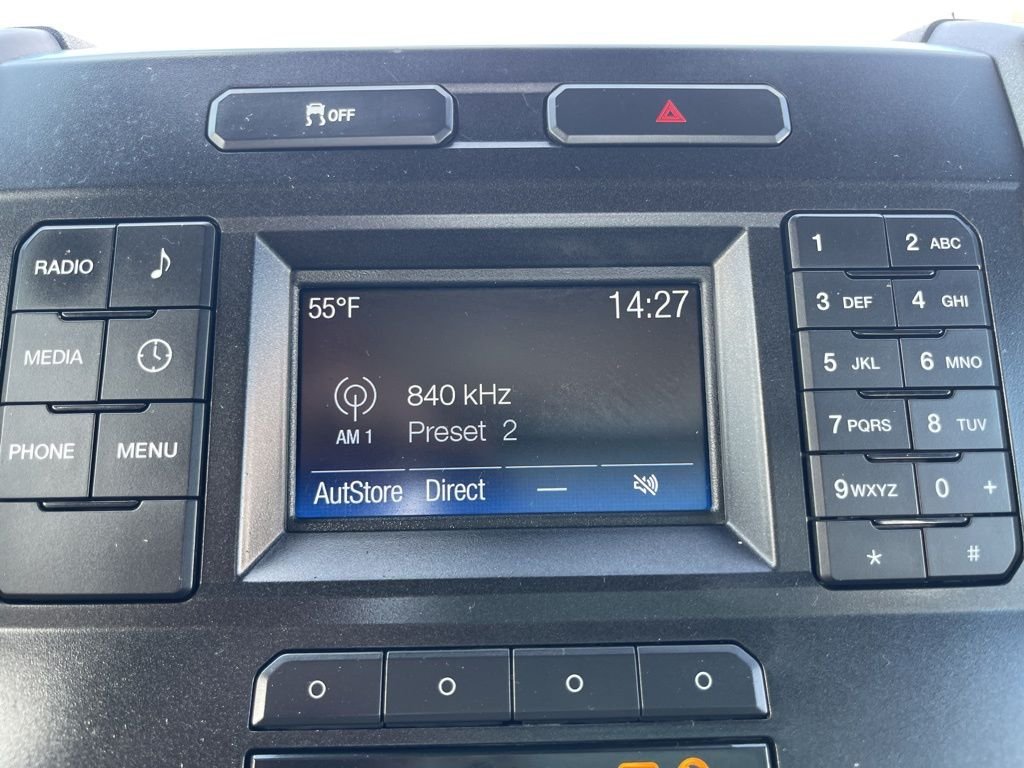 OFF
RADIO
MEDIA
PHONE MENU
55°F 14:27
840 kHz
AM 1 Preset 2
AutStore Direct —
1 2 ABC
3 DEF 4 GHI
5 JKL 6 MNO
7 PQRS 8 TUV
9 WXYZ 0 +
* #